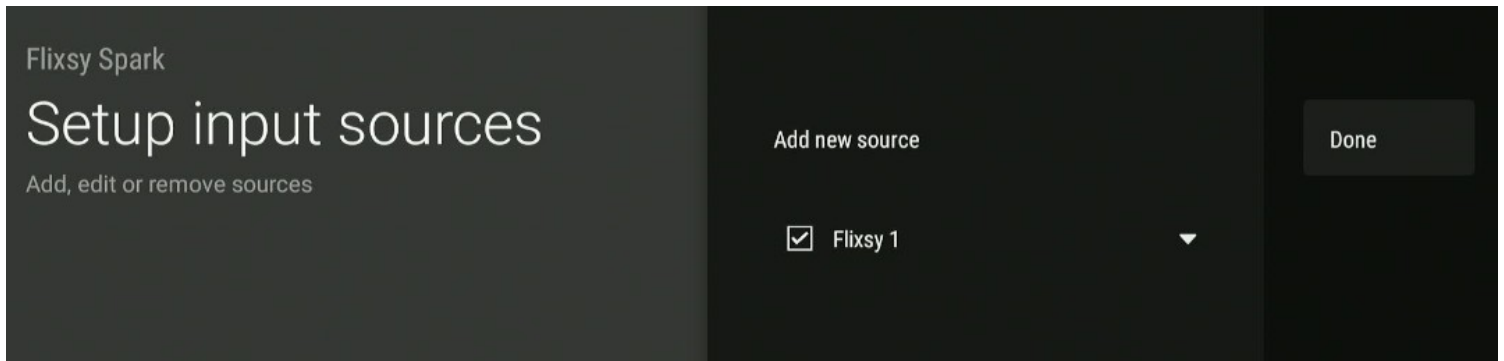 Flixsy Spark
Setup input sources
Add, edit or remove sources
Add new source
Flixsy 1
Done